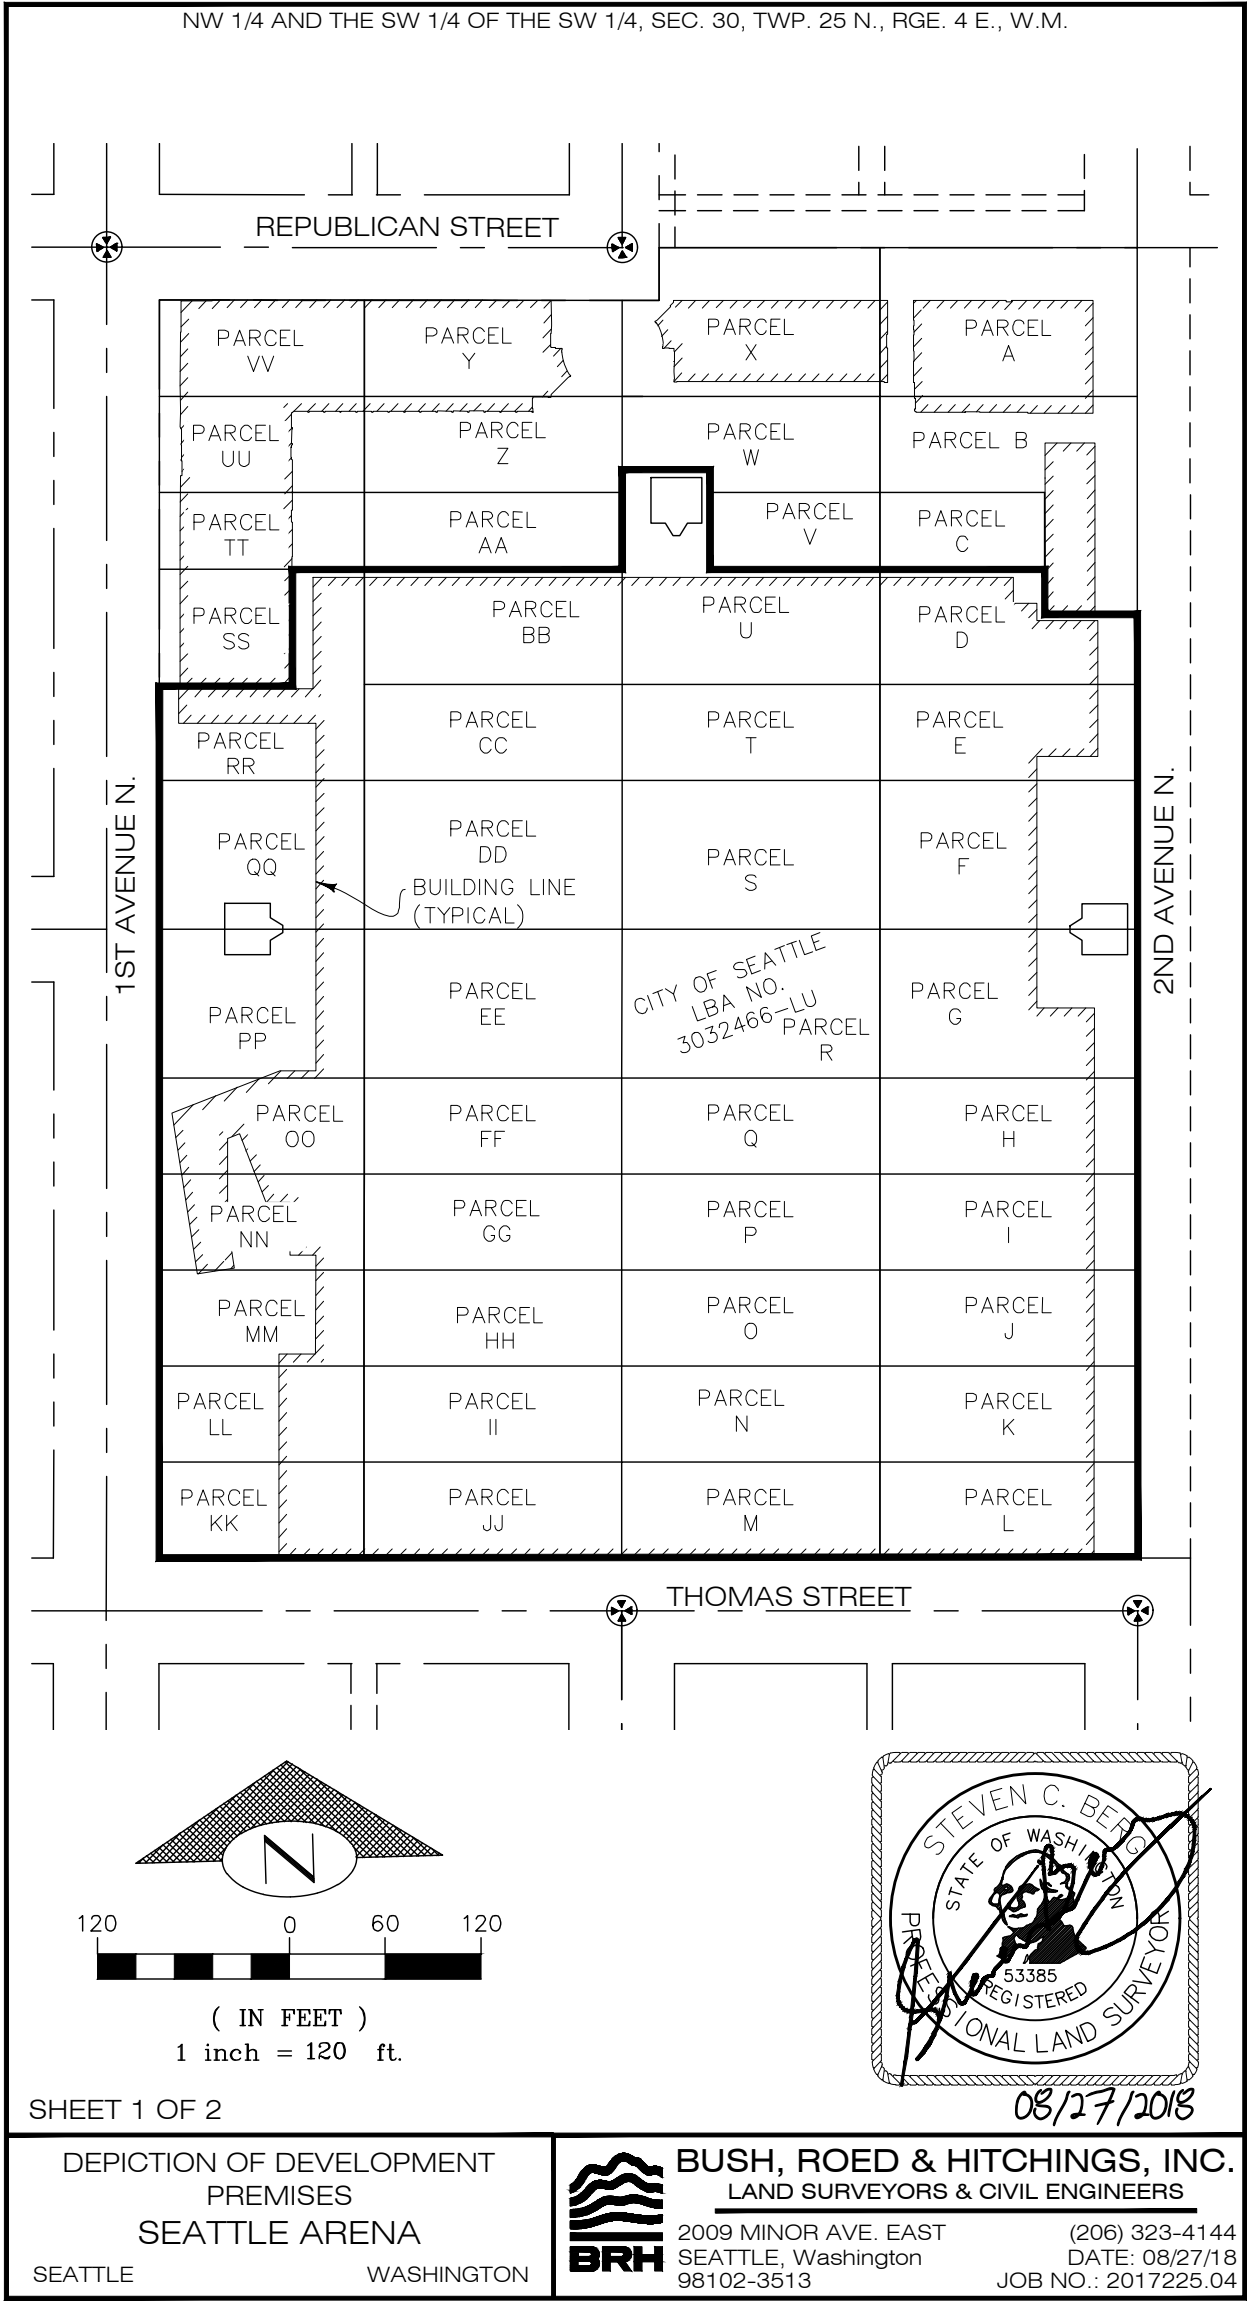 NW 1/4 AND THE SW 1/4 OF THE SW 1/4, SEC. 30, TWP. 25 N., RGE. 4 E., W.M.
REPUBLICAN STREET
PARCEL
VV
PARCEL
Y
PARCEL
X
PARCEL
A
PARCEL
UU
PARCEL
Z
PARCEL
W
PARCEL B
PARCEL
TT
PARCEL
AA
PARCEL
V
PARCEL
C
PARCEL
SS
PARCEL
BB
PARCEL
U
PARCEL
D
PARCEL
RR
PARCEL
CC
PARCEL
T
PARCEL
E
1ST AVENUE N.
2ND AVENUE N.
PARCEL
QQ
PARCEL
DD
PARCEL
S
PARCEL
F
BUILDING LINE
(TYPICAL)
CITY OF SEATTLE
LBA NO.
3032466-LU
PARCEL
PP
PARCEL
EE
PARCEL
R
PARCEL
G
PARCEL
OO
PARCEL
FF
PARCEL
Q
PARCEL
H
PARCEL
NN
PARCEL
GG
PARCEL
P
PARCEL
I
PARCEL
MM
PARCEL
HH
PARCEL
O
PARCEL
J
PARCEL
LL
PARCEL
II
PARCEL
N
PARCEL
K
PARCEL
KK
PARCEL
JJ
PARCEL
M
PARCEL
L
THOMAS STREET
N
120 0 60 120
( IN FEET )
1 inch = 120 ft.
STEVEN C. BERG
STATE OF WASHINGTON
53385
REGISTERED
PROFESSIONAL LAND SURVEYOR
08/27/2018
SHEET 1 OF 2
DEPICTION OF DEVELOPMENT
PREMISES
SEATTLE ARENA
SEATTLE WASHINGTON
BRH
BUSH, ROED & HITCHINGS, INC.
LAND SURVEYORS & CIVIL ENGINEERS
2009 MINOR AVE. EAST (206) 323-4144
SEATTLE, Washington DATE: 08/27/18
98102-3513 JOB NO.: 2017225.04